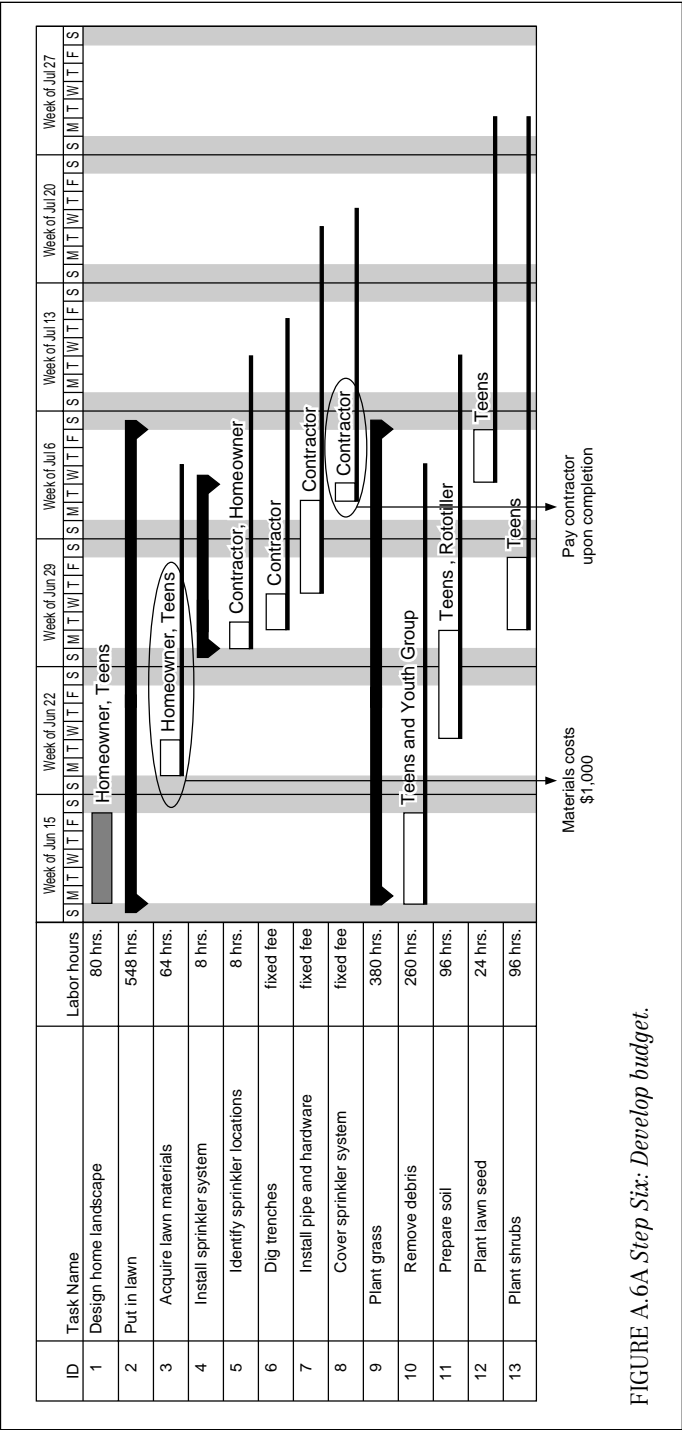 ID Task Name Labor hours Week of Jun 15 Week of Jun 22 Week of Jun 29 Week of Jul 6 Week of Jul 13 Week of Jul 20 Week of Jul 27
S M T W T F S S M T W T F S S M T W T F S S M T W T F S S M T W T F S S M T W T F S S M T W T F S
1 Design home landscape 80 hrs. Homeowner, Teens
2 Put in lawn 548 hrs.
3 Acquire lawn materials 64 hrs. Homeowner, Teens
4 Install sprinkler system 8 hrs.
5 Identify sprinkler locations 8 hrs. Contractor, Homeowner
6 Dig trenches fixed fee Contractor
7 Install pipe and hardware fixed fee Contractor
8 Cover sprinkler system fixed fee Contractor
9 Plant grass 380 hrs.
10 Remove debris 260 hrs. Teens and Youth Group
11 Prepare soil 96 hrs. Teens , Rototiller
12 Plant lawn seed 24 hrs. Teens
13 Plant shrubs 96 hrs. Teens
Materials costs
$1,000
Pay contractor
upon completion
FIGURE A.6A Step Six: Develop budget.